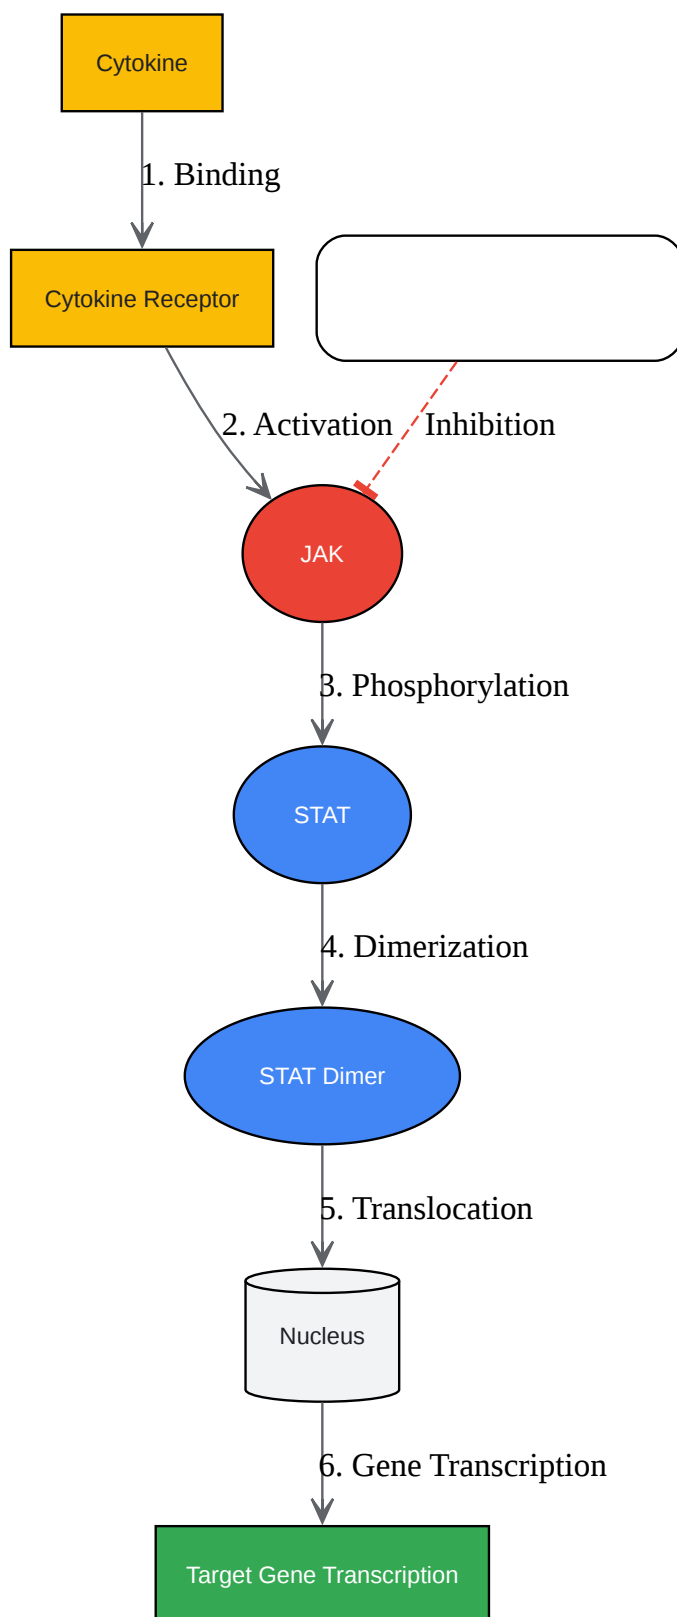 Cytokine
1. Binding
Cytokine Receptor
2. Activation
Inhibition
JAK
3. Phosphorylation
STAT
4. Dimerization
STAT Dimer
5. Translocation
Nucleus
6. Gene Transcription
Target Gene Transcription